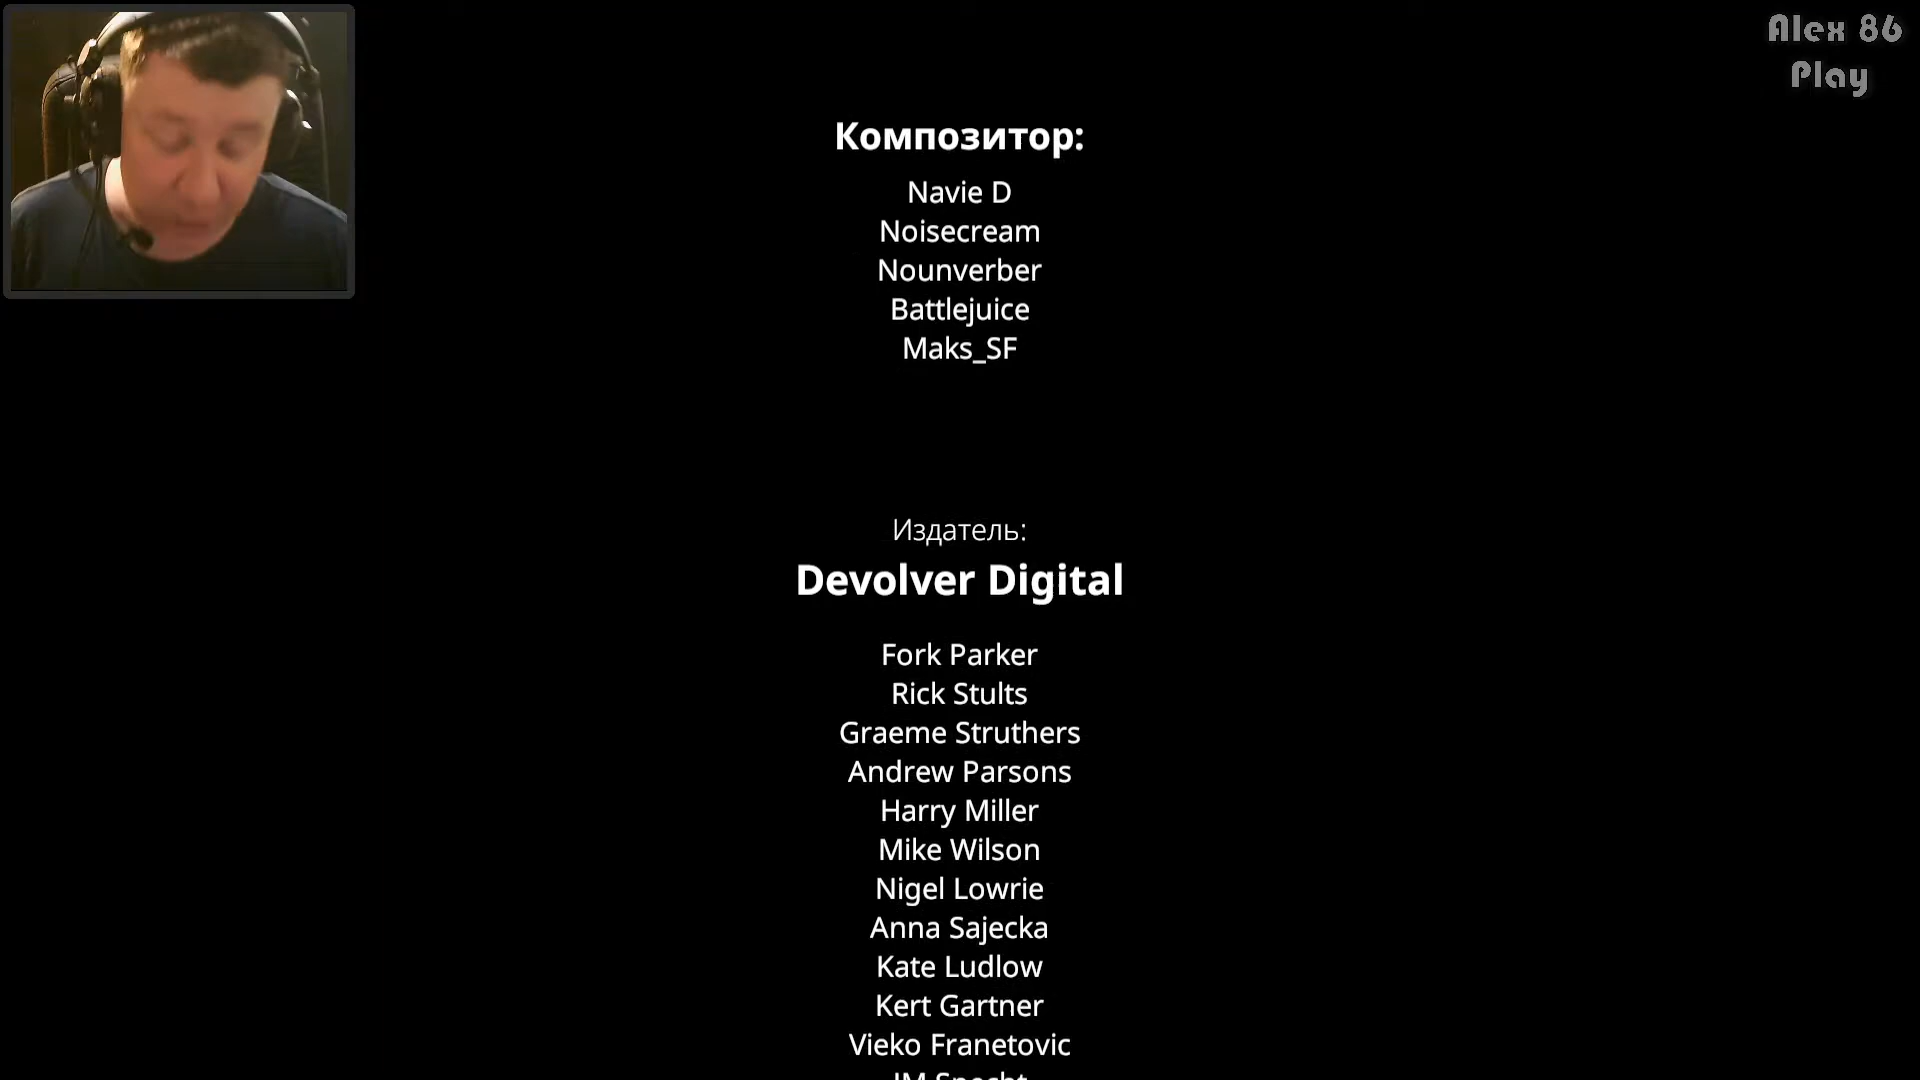 Alex 86
Play
Композитор:
Navie D
Noisecream
Nounverber
Battlejuice
Maks_SF
Издатель:
Devolver Digital
Fork Parker
Rick Stults
Graeme Struthers
Andrew Parsons
Harry Miller
Mike Wilson
Nigel Lowrie
Anna Sajecka
Kate Ludlow
Kert Gartner
Vieko Franetovic